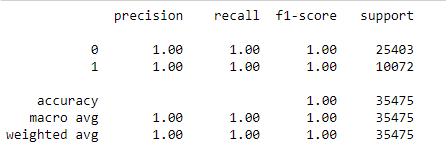 precision recall f1-score support
0 1.00 1.00 1.00 25403
1 1.00 1.00 1.00 10072
accuracy 1.00 35475
macro avg 1.00 1.00 1.00 35475
weighted avg 1.00 1.00 1.00 35475